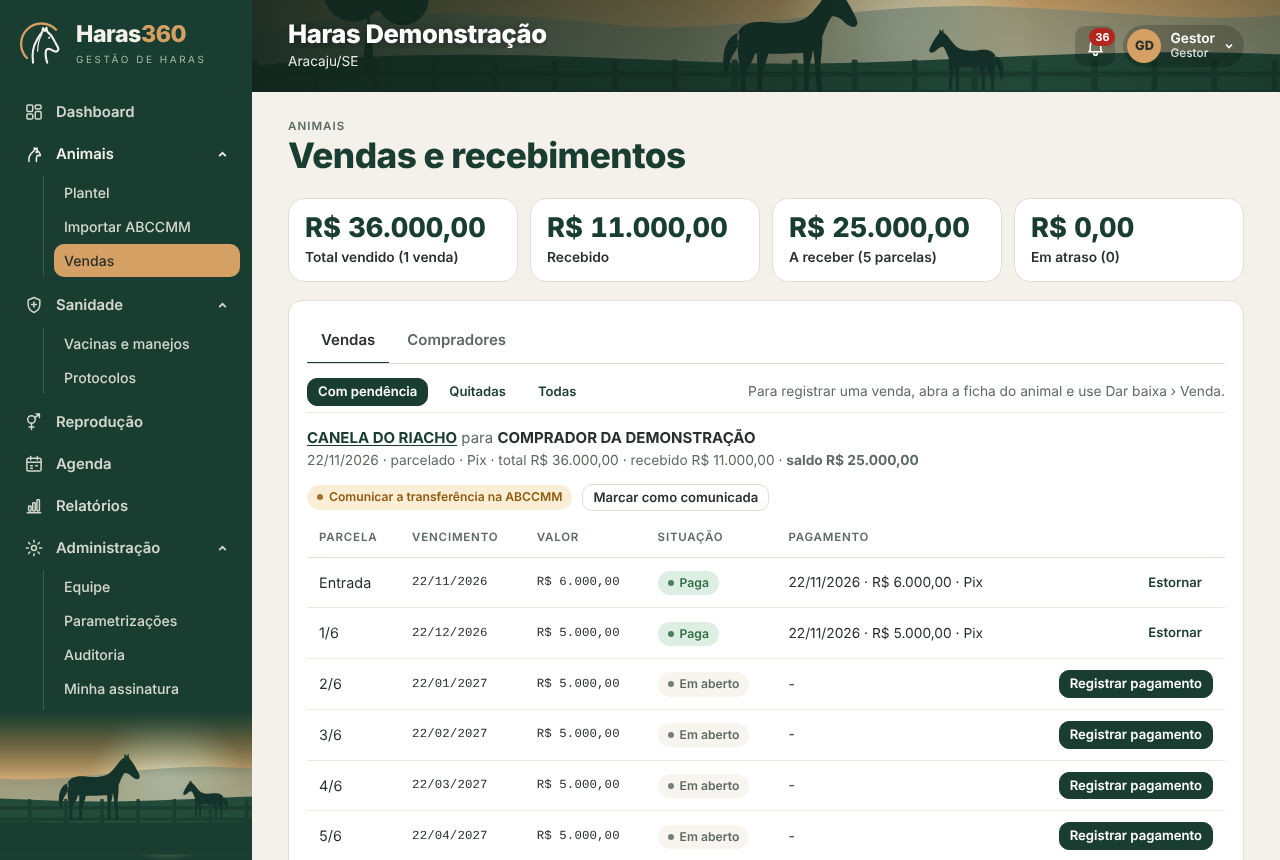 Haras360
GESTÃO DE HARAS
Dashboard
Animais
Plantel
Importar ABCCMM
Vendas
Sanidade
Vacinas e manejos
Protocolos
Reprodução
Agenda
Relatórios
Administração
Equipe
Parametrizações
Auditoria
Minha assinatura
Haras Demonstração
Aracaju/SE
36
GD
Gestor
Gestor
ANIMAIS
Vendas e recebimentos
R$ 36.000,00
Total vendido (1 venda)
R$ 11.000,00
Recebido
R$ 25.000,00
A receber (5 parcelas)
R$ 0,00
Em atraso (0)
Vendas Compradores
Com pendência Quitadas Todas Para registrar uma venda, abra a ficha do animal e use Dar baixa › Venda.
CANELA DO RIACHO para COMPRADOR DA DEMONSTRAÇÃO
22/11/2026 · parcelado · Pix · total R$ 36.000,00 · recebido R$ 11.000,00 · saldo R$ 25.000,00
Comunicar a transferência na ABCCMM Marcar como comunicada
PARCELA VENCIMENTO VALOR SITUAÇÃO PAGAMENTO
Entrada 22/11/2026 R$ 6.000,00 Paga 22/11/2026 · R$ 6.000,00 · Pix Estornar
1/6 22/12/2026 R$ 5.000,00 Paga 22/11/2026 · R$ 5.000,00 · Pix Estornar
2/6 22/01/2027 R$ 5.000,00 Em aberto - Registrar pagamento
3/6 22/02/2027 R$ 5.000,00 Em aberto - Registrar pagamento
4/6 22/03/2027 R$ 5.000,00 Em aberto - Registrar pagamento
5/6 22/04/2027 R$ 5.000,00 Em aberto - Registrar pagamento